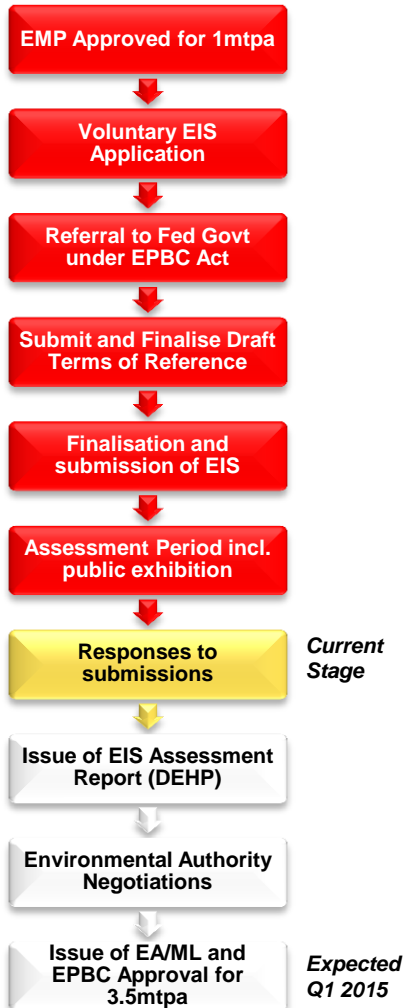 EMP Approved for 1mtpa
Voluntary EIS
Application
Referral to Fed Govt
under EPBC Act
Submit and Finalise Draft
Terms of Reference
Finalisation and
submission of EIS
Assessment Period incl.
public exhibition
Responses to
submissions
Current
Stage
Issue of EIS Assessment
Report (DEHP)
Environmental Authority
Negotiations
Issue of EA/ML and
EPBC Approval for
3.5mtpa
Expected
Q1 2015